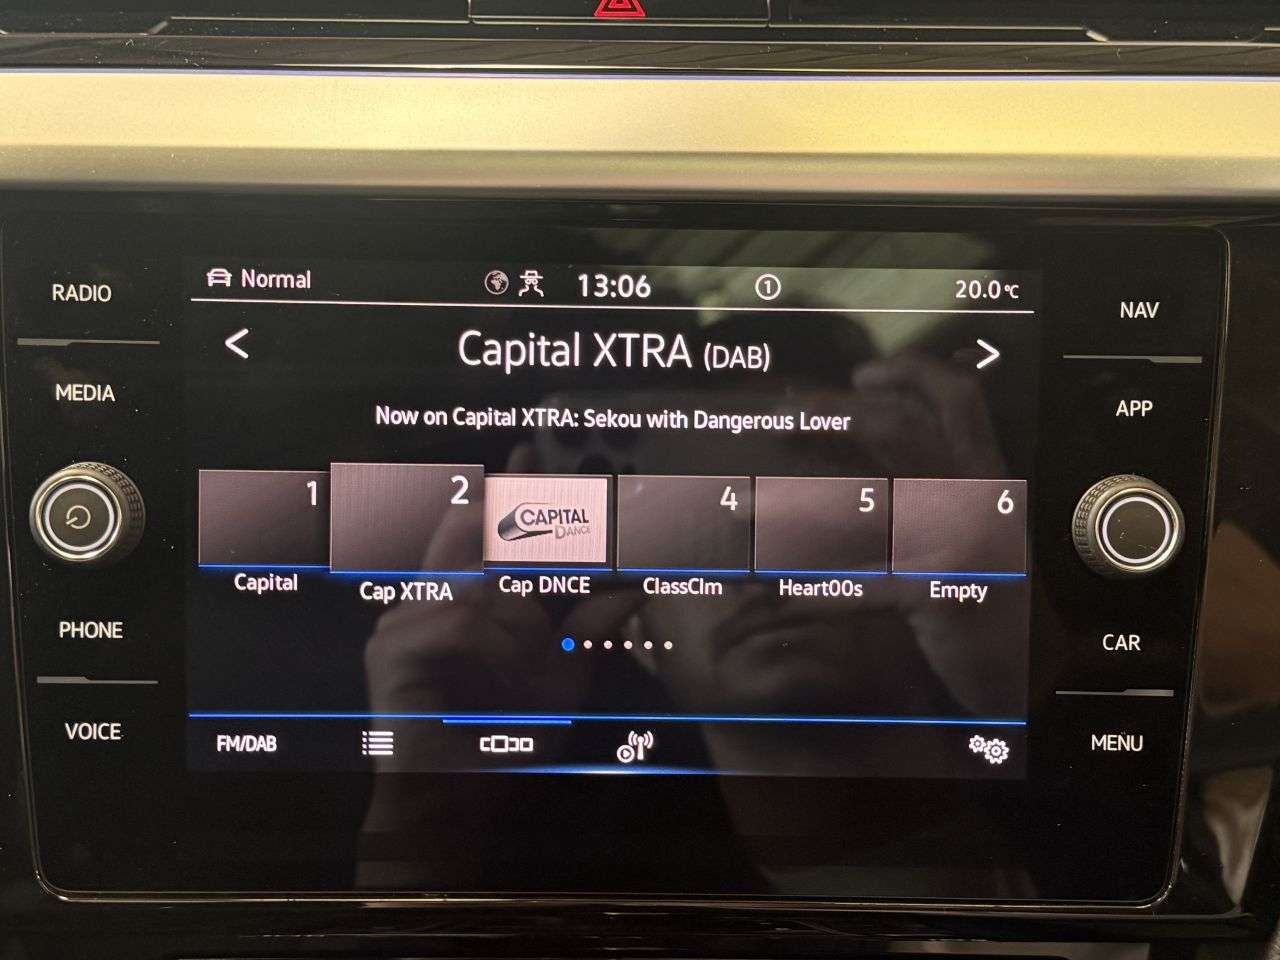 RADIO
MEDIA
PHONE
VOICE
Normal
13:06
1
20.0°C
< Capital XTRA (DAB) >
Now on Capital XTRA: Sekou with Dangerous Lover
1
2
CAPITAL
DANCE
4
5
6
Capital
Cap XTRA
Cap DNCE
ClassClm
Heart00s
Empty
FM/DAB
NAV
APP
CAR
MENU